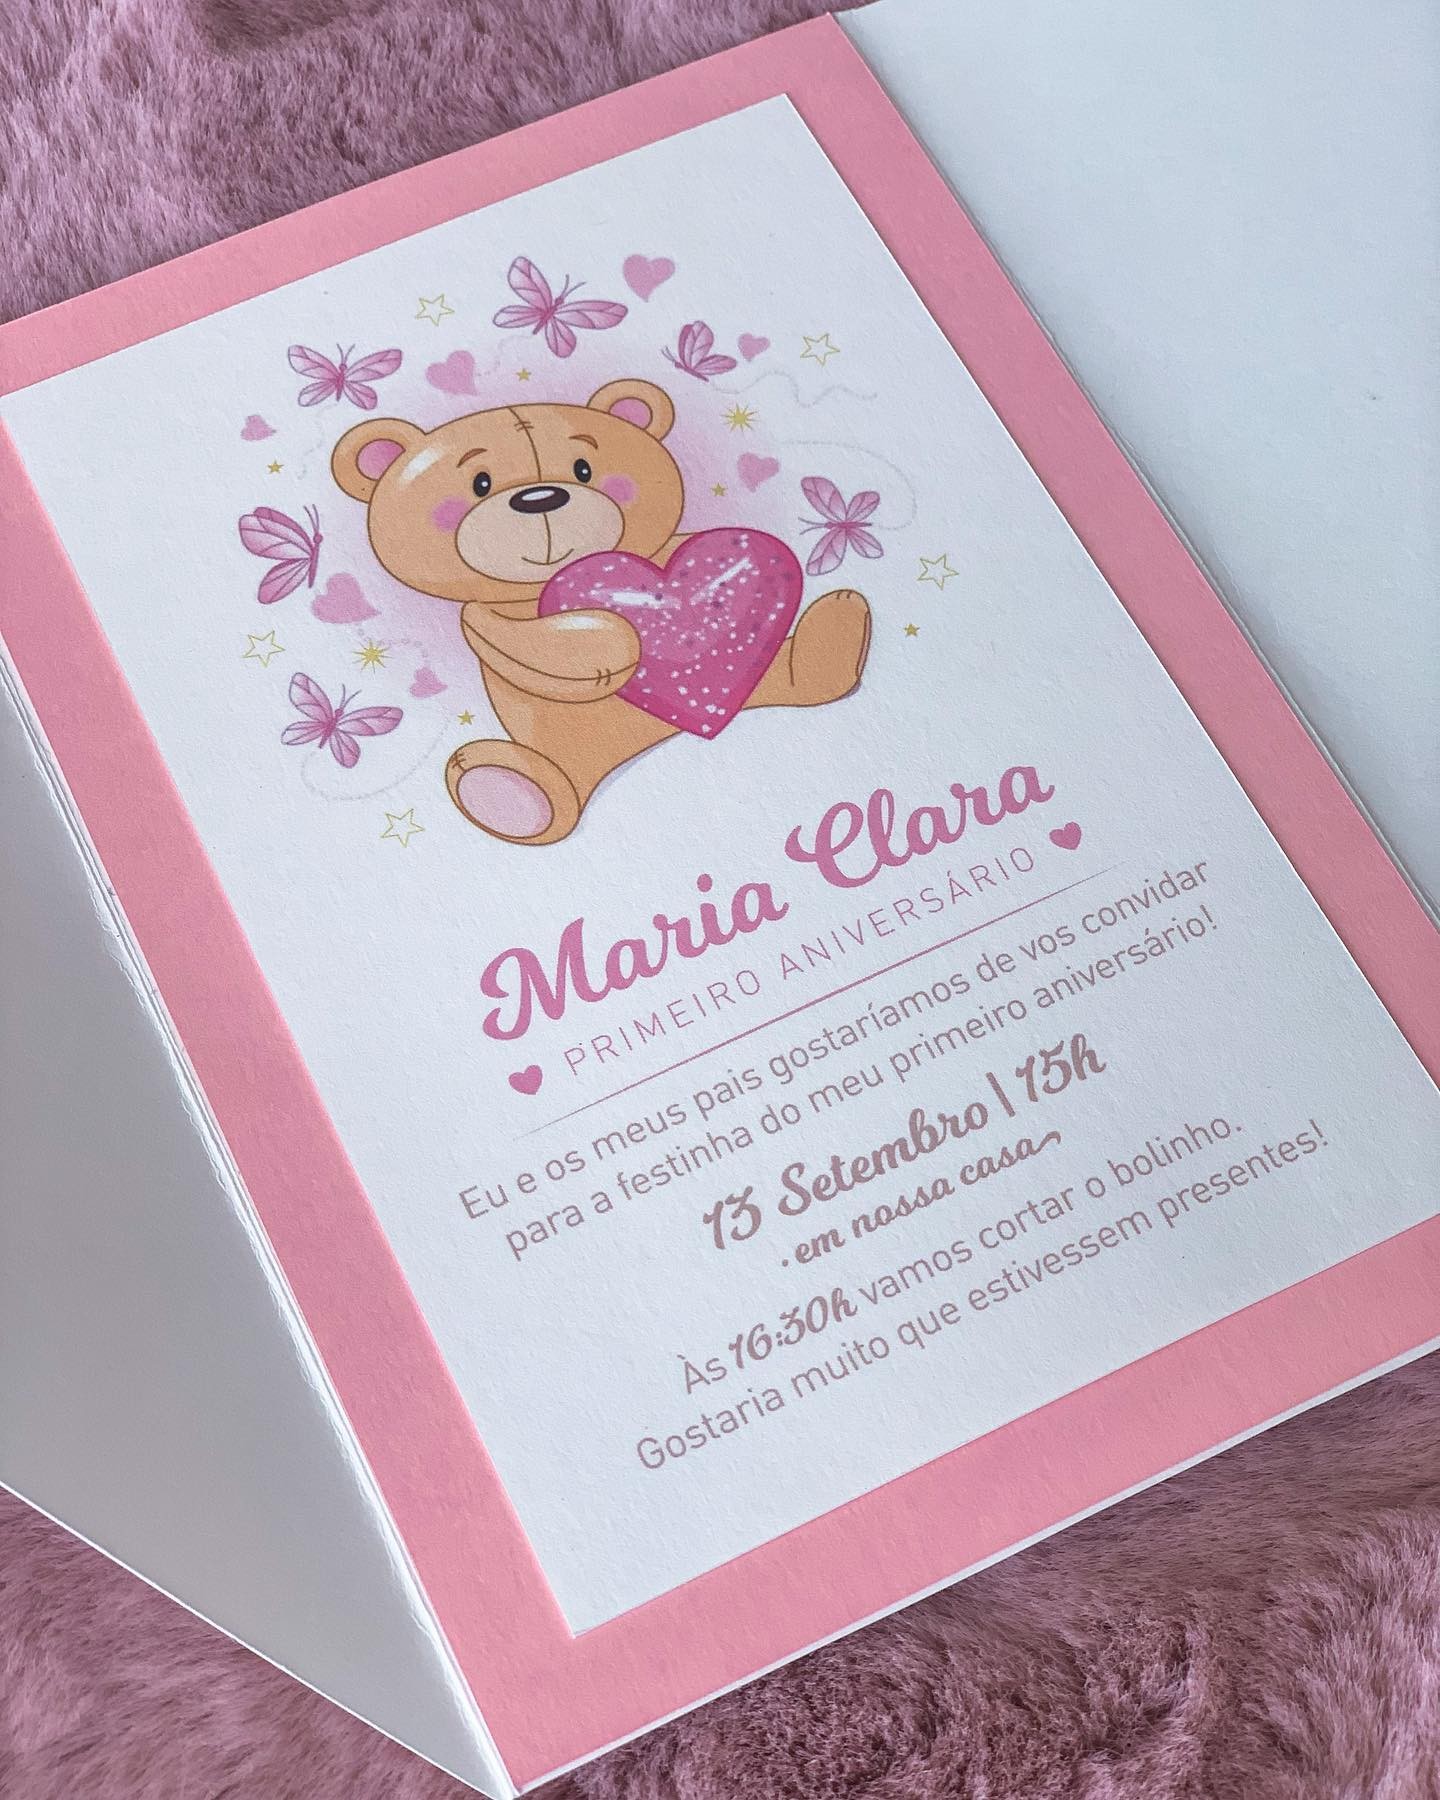 Maria Clara
PRIMEIRO ANIVERSÁRIO
Eu e os meus pais gostaríamos de vos convidar
para a festinha do meu primeiro aniversário!
13 Setembro | 15h
em nossa casa
Às 16:30h vamos cortar o bolinho.
Gostaria muito que estivessem presentes!